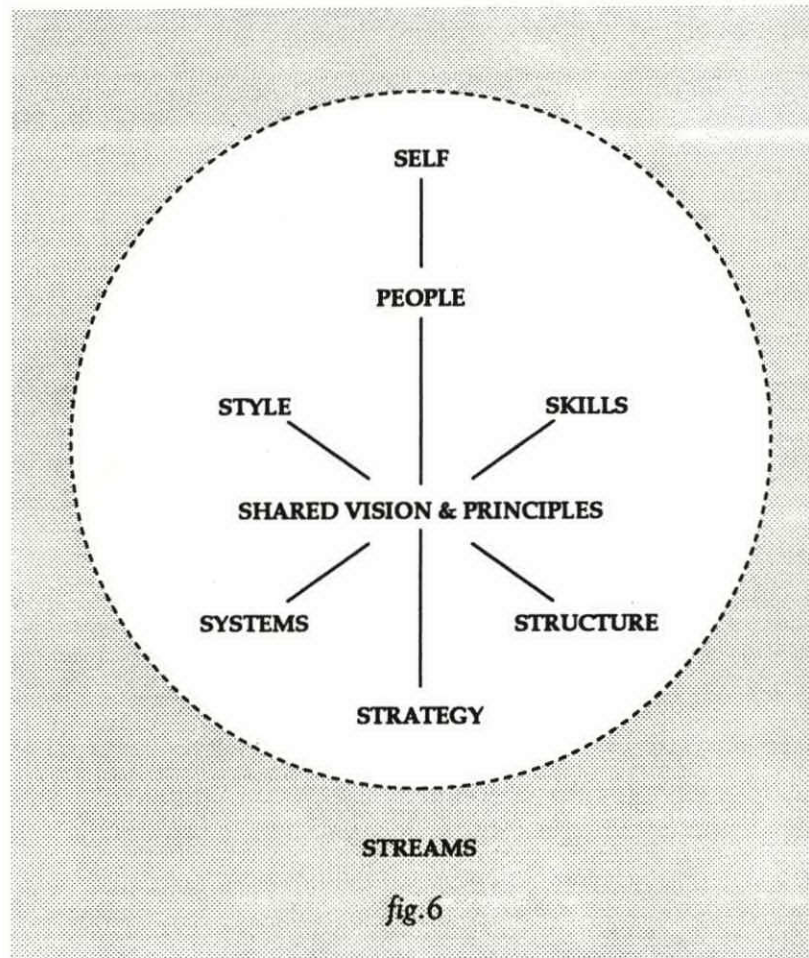 SELF
PEOPLE
STYLE
SKILLS
SHARED VISION & PRINCIPLES
SYSTEMS
STRUCTURE
STRATEGY
STREAMS
fig.6